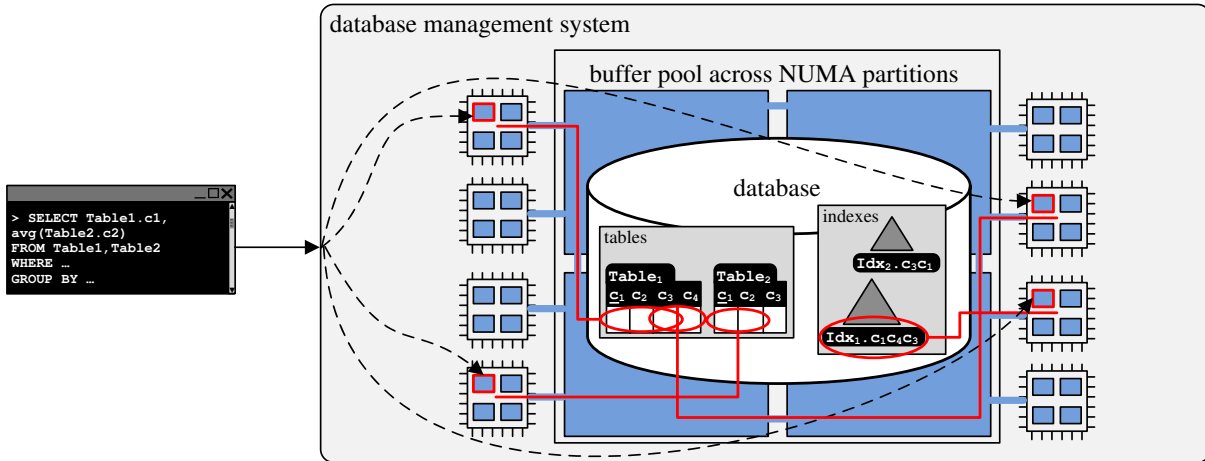 database management system
buffer pool across NUMA partitions
> SELECT Table1.c1,
avg(Table2.c2)
FROM Table1,Table2
WHERE …
GROUP BY …
database
tables
Table₁
c₁ c₂ c₃ c₄
Table₂
c₁ c₂ c₃
indexes
Idx₂.c₃c₁
Idx₁.c₁c₄c₃